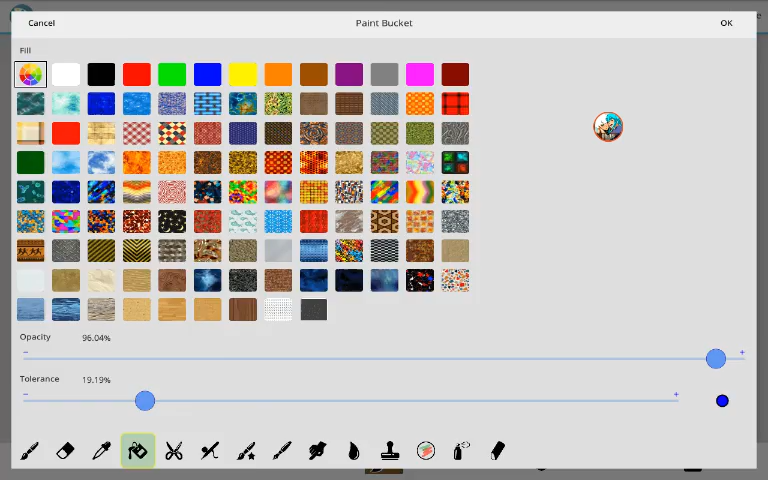 Cancel
Paint Bucket
OK
Fill
Opacity
96.04%
− +
Tolerance
19.19%
− +